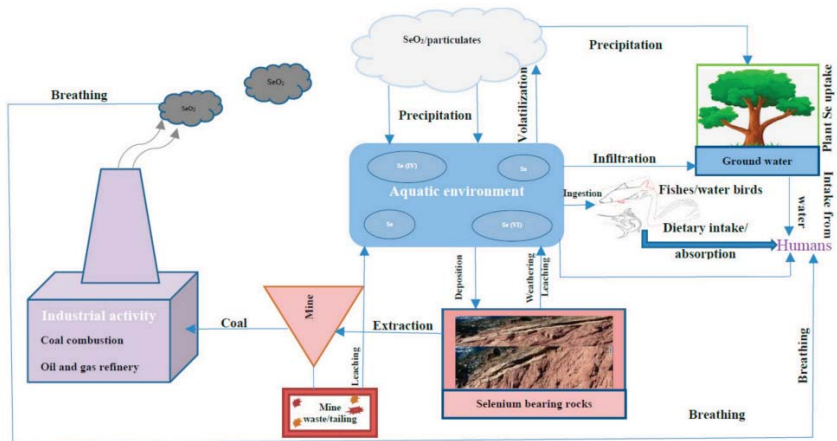 SeO₂/particulates
Precipitation
Breathing
SeO₂
SeO₂
Precipitation
Volatilization
Plant Se uptake
Se (IV)
Se
Aquatic environment
Se
Se (VI)
Infiltration
Ground water
Ingestion
Fishes/water birds
Intake from
water
Dietary intake/
absorption
Humans
Deposition
Weathering
Leaching
Industrial activity
Coal combustion
Oil and gas refinery
Coal
Mine
Extraction
Leaching
Mine
waste/tailing
Selenium bearing rocks
Breathing
Breathing